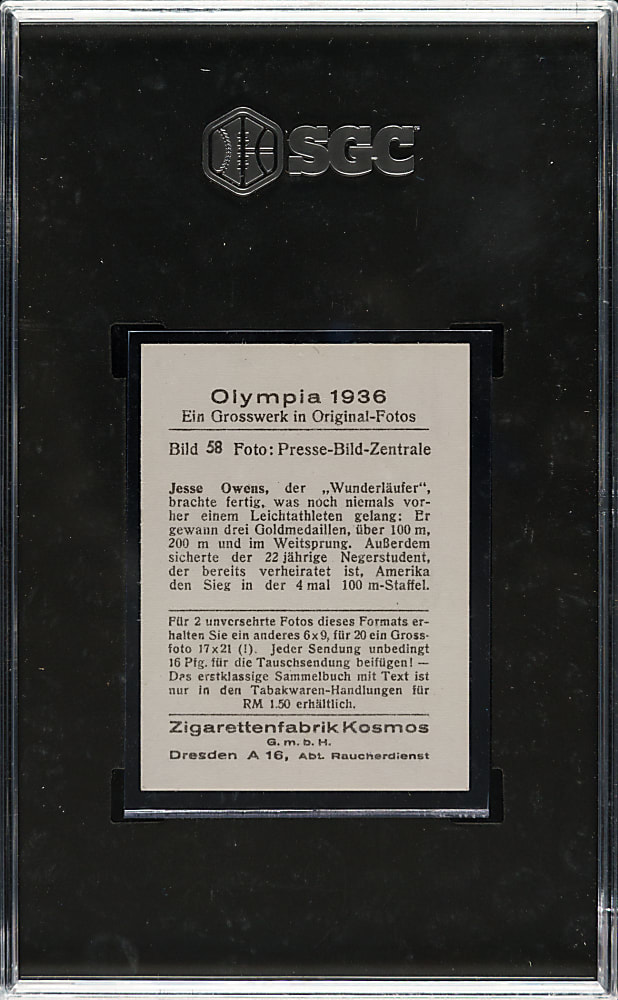 SGC
Olympia 1936
Ein Grosswerk in Original-Fotos
Bild 58 Foto: Presse-Bild-Zentrale
Jesse Owens, der „Wunderläufer“,
brachte fertig, was noch niemals vor-
her einem Leichtathleten gelang: Er
gewann drei Goldmedaillen, über 100 m,
200 m und im Weitsprung. Außerdem
sicherte der 22 jährige Negerstudent,
der bereits verheiratet ist, Amerika
den Sieg in der 4 mal 100 m-Staffel.
Für 2 unversehrte Fotos dieses Formats er-
halten Sie ein anderes 6x9, für 20 ein Gross-
foto 17x21 (!). Jeder Sendung unbedingt
16 Pfg. für die Tauschsendung beifügen! —
Das erstklassige Sammelbuch mit Text ist
nur in den Tabakwaren-Handlungen für
RM 1.50 erhältlich.
Zigarettenfabrik Kosmos
G. m. b. H.
Dresden A 16, Abt. Raucherdienst